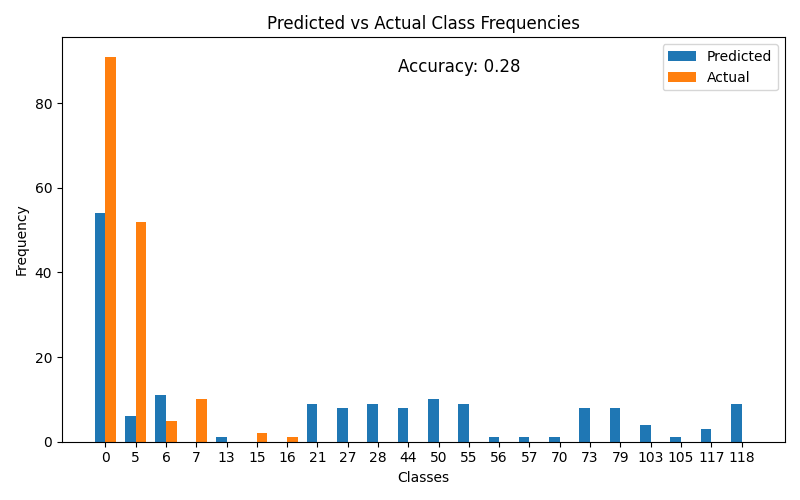 Predicted vs Actual Class Frequencies
Accuracy: 0.28
Predicted
Actual
Frequency
80
60
40
20
0
0 5 6 7 13 15 16 21 27 28 44 50 55 56 57 70 73 79 103 105 117 118
Classes